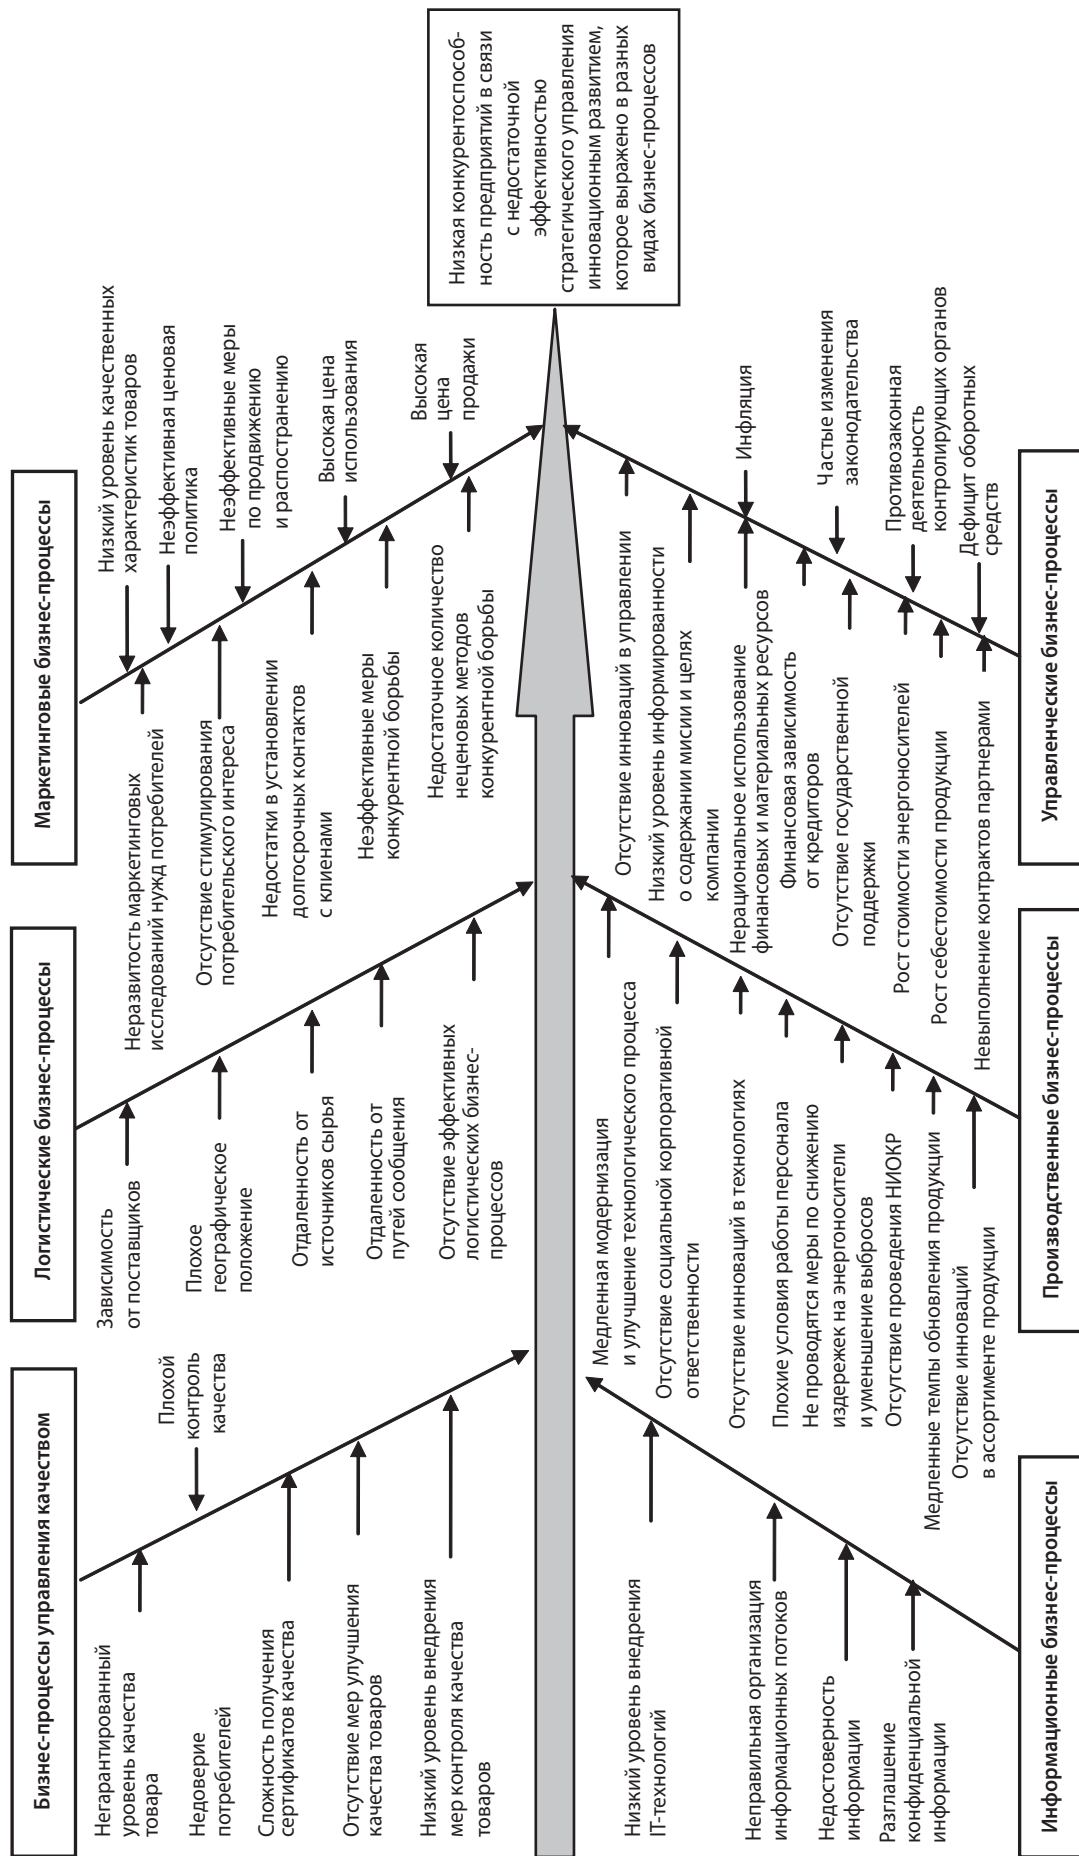 Бизнес-процессы управления качеством
Негарантированный
уровень качества
товара
Плохой
контроль
качества
Недоверие
потребителей
Сложность получения
сертификатов качества
Отсутствие мер улучшения
качества товаров
Низкий уровень внедрения
мер контроля качества
товаров
Логистические бизнес-процессы
Зависимость
от поставщиков
Плохое
географическое
положение
Отдаленность от
источников сырья
Отдаленность от
путей сообщения
Отсутствие эффективных
логистических бизнес-
процессов
Маркетинговые бизнес-процессы
Низкий уровень качественных
характеристик товаров
Неэффективная ценовая
политика
Неэффективные меры
по продвижению
и распостранению
Высокая цена
использования
Высокая
цена
продажи
Неразвитость маркетинговых
исследований нужд потребителей
Отсутствие стимулирования
потребительского интереса
Недостатки в установлении
долгосрочных контактов
с клиенами
Неэффективные меры
конкурентной борьбы
Недостаточное количество
неценовых методов
конкурентной борьбы
Низкая конкурентоспособ-
ность предприятий в связи
с недостаточной
эффективностью
стратегического управления
инновационным развитием,
которое выражено в разных
видах бизнес-процессов
Низкий уровень внедрения
IT-технологий
Неправильная организация
информационных потоков
Недостоверность
информации
Разглашение
конфиденциальной
информации
Информационные бизнес-процессы
Медленная модернизация
и улучшение технологического процесса
Отсутствие социальной корпоративной
ответственности
Отсутствие инноваций в технологиях
Плохие условия работы персонала
Не проводятся меры по снижению
издережек на энергоносители
и уменьшение выбросов
Отсутствие проведения НИОКР
Медленные темпы обновления продукции
Отсутствие инноваций
в ассортименте продукции
Производственные бизнес-процессы
Отсутствие инноваций в управлении
Низкий уровень информированности
о содержании мисии и целях
компании
Нерациональное использование
финансовых и материальных ресурсов
Финансовая зависимость
от кредиторов
Отсутствие государственной
поддержки
Рост стоимости энергоносителей
Рост себестоимости продукции
Невыполнение контрактов партнерами
Инфляция
Частые изменения
законодательства
Противозаконная
деятельность
контролирующих органов
Дефицит оборотных
средств
Управленческие бизнес-процессы